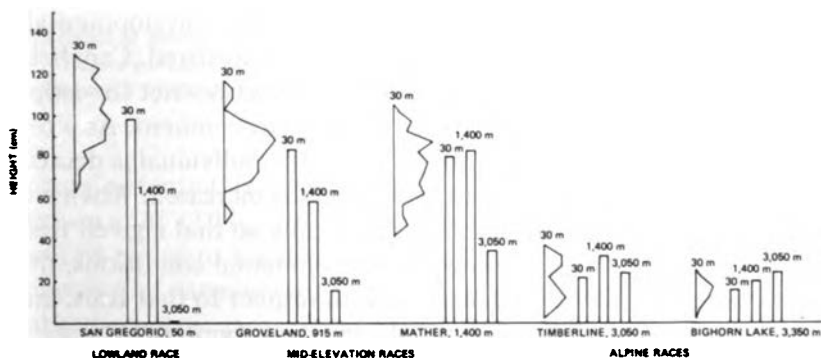 HEIGHT (cm)
140
120
100
80
60
40
20
30 m
30 m
1,400 m
3,050 m
30 m
30 m
1,400 m
3,050 m
30 m
30 m
1,400 m
3,050 m
30 m
30 m
1,400 m
3,050 m
30 m
30 m
1,400 m
3,050 m
SAN GREGORIO, 50 m GROVELAND, 915 m MATHER, 1,400 m TIMBERLINE, 3,050 m BIGHORN LAKE, 3,350 m
LOWLAND RACE MID-ELEVATION RACES ALPINE RACES